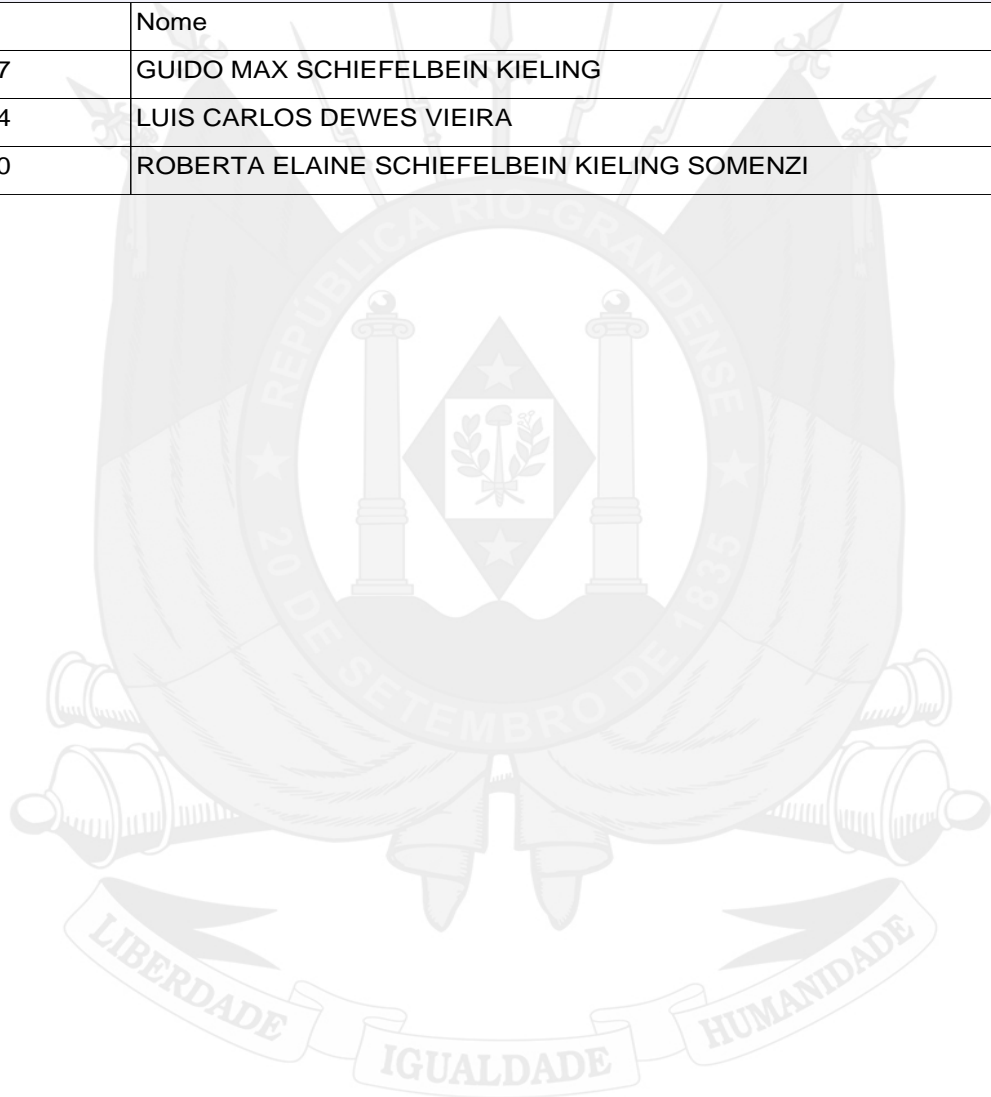 Nome
7 GUIDO MAX SCHIEFELBEIN KIELING
4 LUIS CARLOS DEWES VIEIRA
0 ROBERTA ELAINE SCHIEFELBEIN KIELING SOMENZI
REPÚBLICA RIO-GRANDENSE
★ 20 DE SETEMBRO DE 1835 ★
LIBERDADE IGUALDADE HUMANIDADE